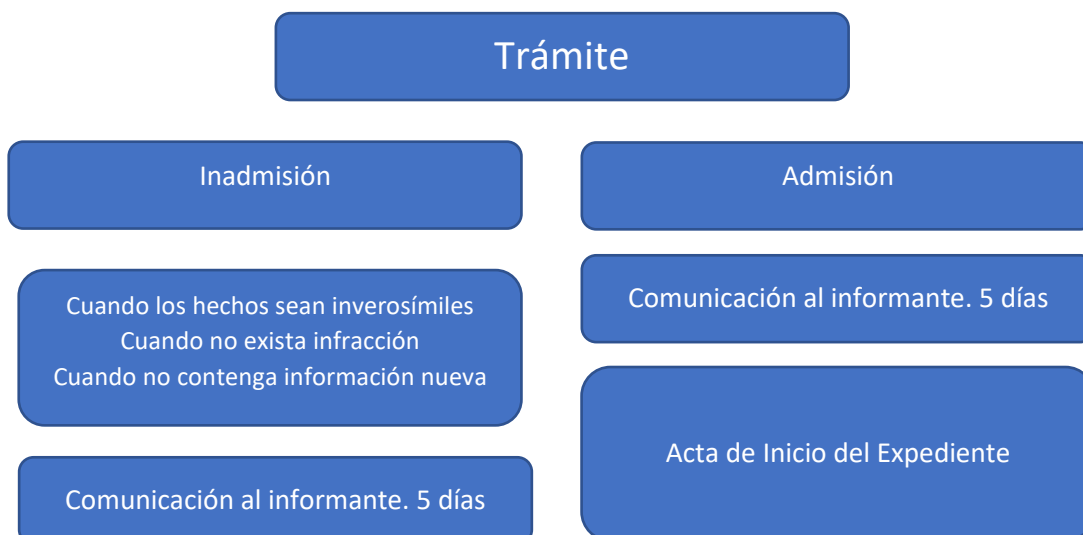 Trámite
Inadmisión
Cuando los hechos sean inverosímiles
Cuando no exista infracción
Cuando no contenga información nueva
Comunicación al informante. 5 días
Admisión
Comunicación al informante. 5 días
Acta de Inicio del Expediente